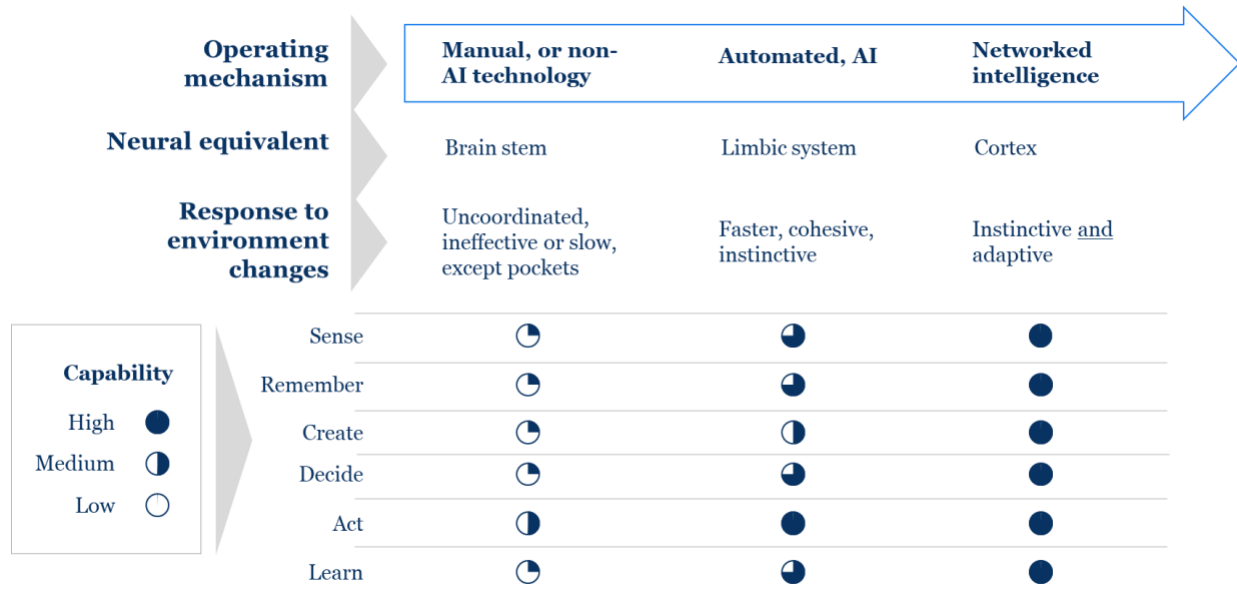 Operating
mechanism
Manual, or non-
AI technology
Automated, AI
Networked
intelligence
Neural equivalent
Brain stem
Limbic system
Cortex
Response to
environment
changes
Uncoordinated,
ineffective or slow,
except pockets
Faster, cohesive,
instinctive
Instinctive and
adaptive
Capability
High
Medium
Low
Sense
Remember
Create
Decide
Act
Learn